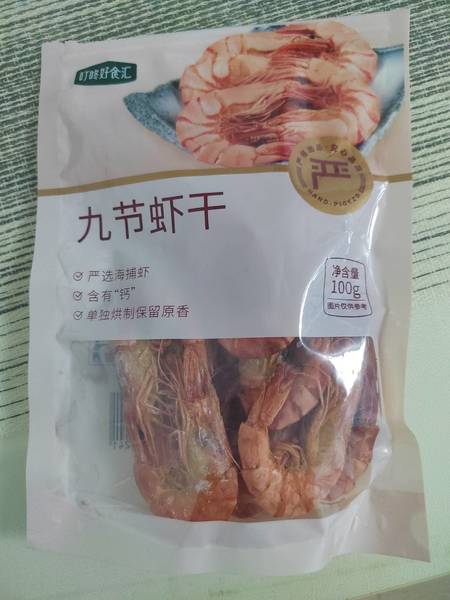 叮咚好食汇
严
九节虾干
严选海捕虾
含有"钙"
单独烘制保留原香
净含量
100g
图片仅供参考